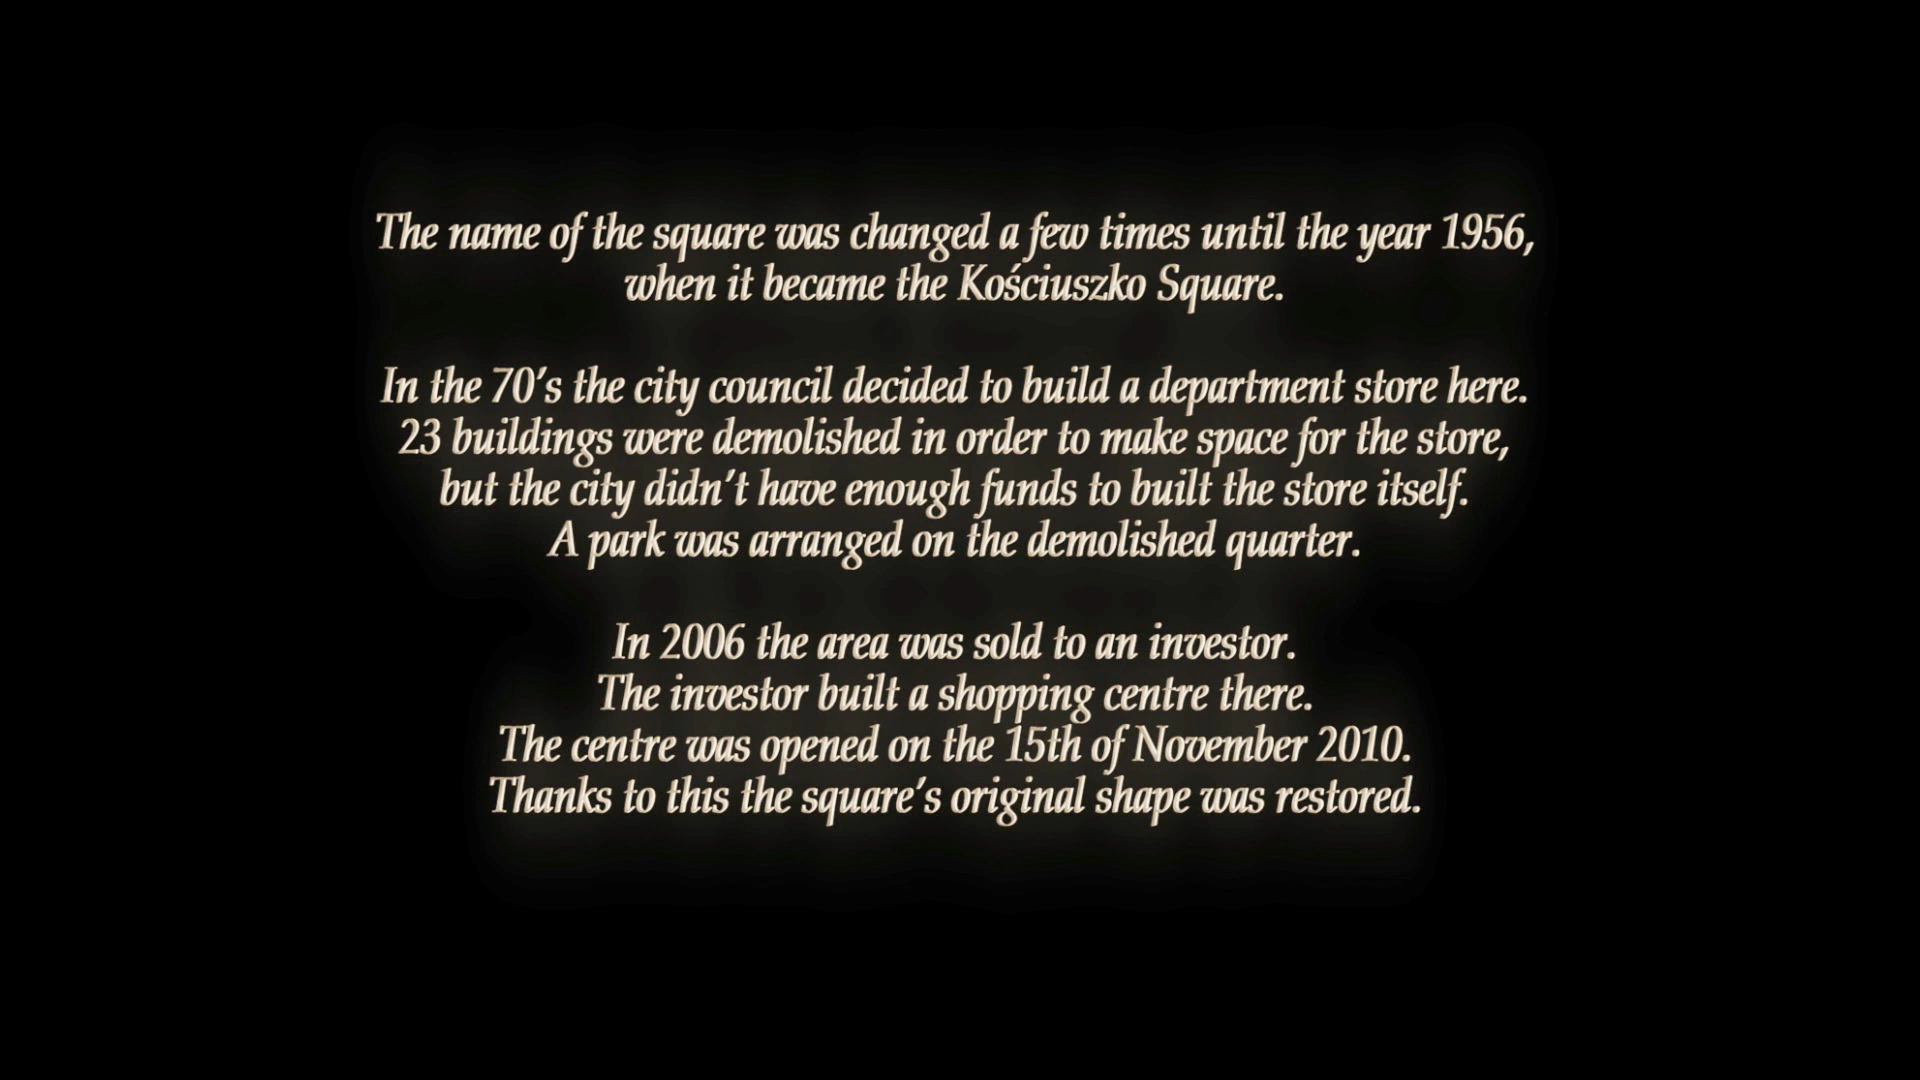 The name of the square was changed a few times until the year 1956,
when it became the Kościuszko Square.
In the 70's the city council decided to build a department store here.
23 buildings were demolished in order to make space for the store,
but the city didn't have enough funds to built the store itself.
A park was arranged on the demolished quarter.
In 2006 the area was sold to an investor.
The investor built a shopping centre there.
The centre was opened on the 15th of November 2010.
Thanks to this the square's original shape was restored.